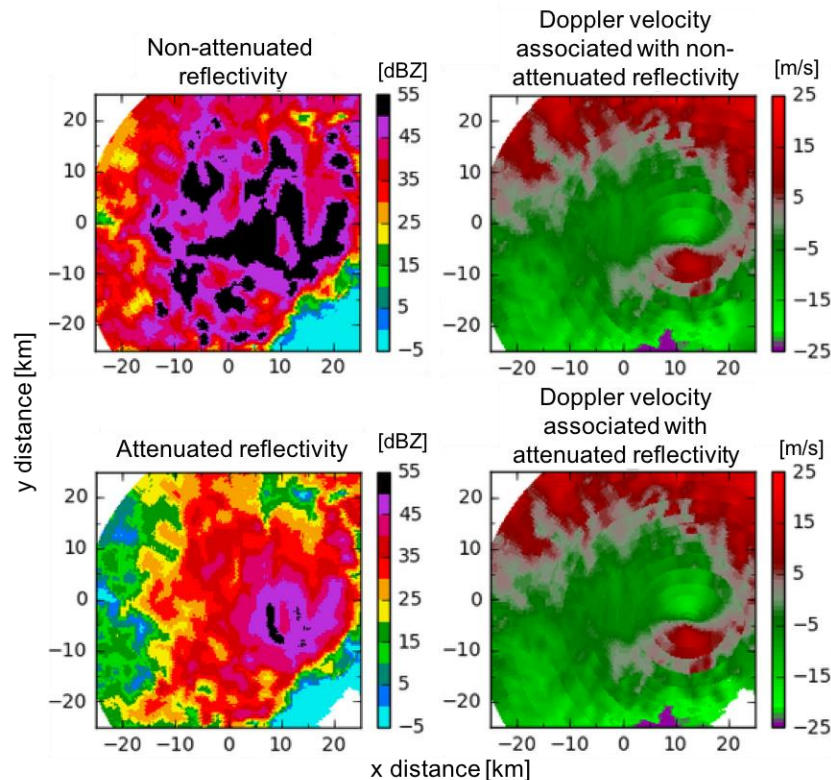 Non-attenuated
reflectivity
[dBZ]
Doppler velocity
associated with non-
attenuated reflectivity
[m/s]
20
10
0
−10
−20
−20 −10 0 10 20
55
45
35
25
15
5
−5
20
10
0
−10
−20
−20 −10 0 10 20
25
15
5
−5
−15
−25
y distance [km]
Attenuated reflectivity
[dBZ]
Doppler velocity
associated with
attenuated reflectivity
[m/s]
20
10
0
−10
−20
−20 −10 0 10 20
55
45
35
25
15
5
−5
20
10
0
−10
−20
−20 −10 0 10 20
25
15
5
−5
−15
−25
x distance [km]